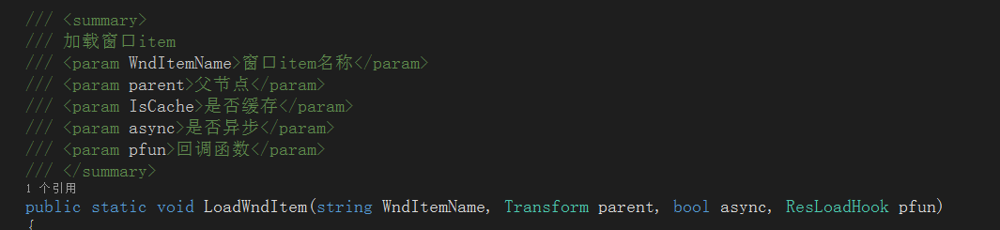 /// <summary>
/// 加载窗口item
/// <param WndItemName>窗口item名称</param>
/// <param parent>父节点</param>
/// <param IsCache>是否缓存</param>
/// <param async>是否异步</param>
/// <param pfun>回调函数</param>
/// </summary>
1 个引用
public static void LoadWndItem(string WndItemName, Transform parent, bool async, ResLoadHook pfun)
{